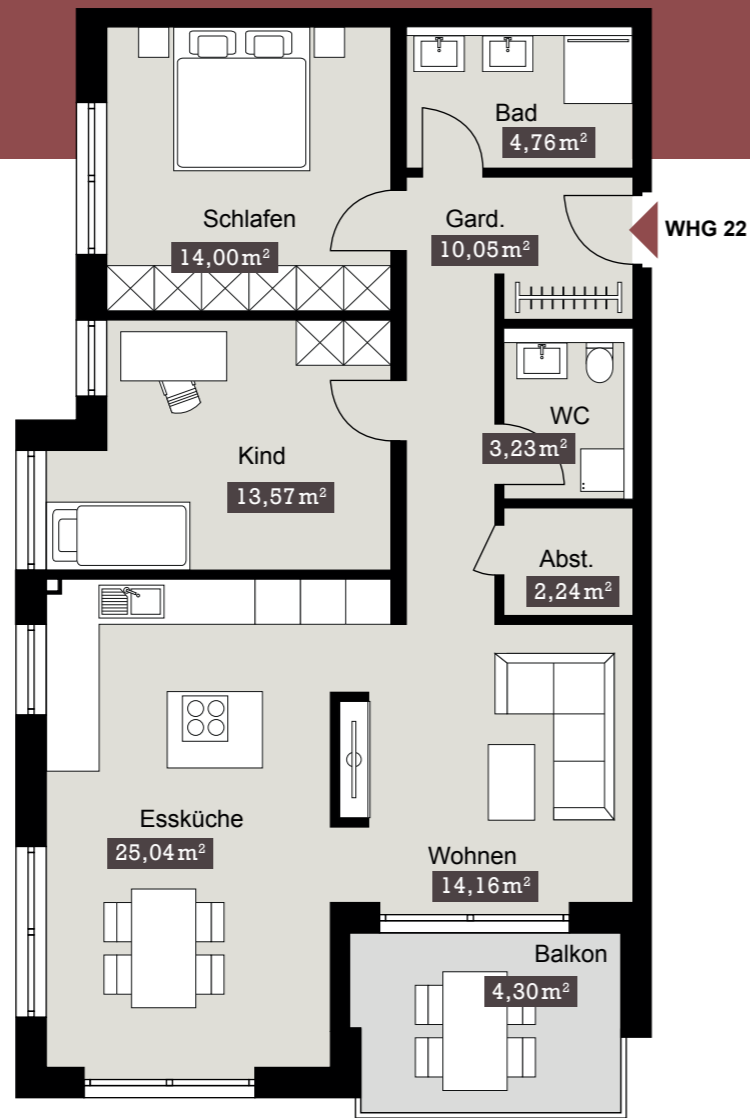 Bad
4,76 m²
Schlafen
14,00 m²
Gard.
10,05 m²
WHG 22
WC
3,23 m²
Kind
13,57 m²
Abst.
2,24 m²
Essküche
25,04 m²
Wohnen
14,16 m²
Balkon
4,30 m²